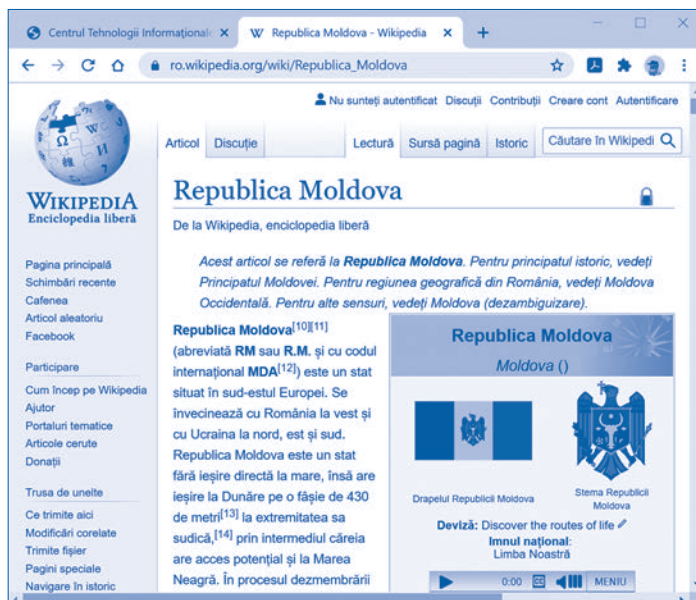 Centrul Tehnologii Informaționale
Republica Moldova - Wikipedia
ro.wikipedia.org/wiki/Republica_Moldova
Nu sunteți autentificat Discuții Contribuții Creare cont Autentificare
Articol Discuție Lectură Sursă pagină Istoric Căutare în Wikipedi
WIKIPEDIA
Enciclopedia liberă
Pagina principală
Schimbări recente
Cafenea
Articol aleatoriu
Facebook
Participare
Cum încep pe Wikipedia
Ajutor
Portaluri tematice
Articole cerute
Donații
Trusa de unelte
Ce trimite aici
Modificări corelate
Trimite fișier
Pagini speciale
Navigare în istoric
Republica Moldova
De la Wikipedia, enciclopedia liberă
Acest articol se referă la Republica Moldova. Pentru principatul istoric, vedeți
Principatul Moldovei. Pentru regiunea geografică din România, vedeți Moldova
Occidentală. Pentru alte sensuri, vedeți Moldova (dezambiguizare).
Republica Moldova[10][11]
(abreviată RM sau R.M. și cu codul
internațional MDA[12]) este un stat
situat în sud-estul Europei. Se
învecinează cu România la vest și
cu Ucraina la nord, est și sud.
Republica Moldova este un stat
fără ieșire directă la mare, însă are
ieșire la Dunăre pe o fâșie de 430
de metri[13] la extremitatea sa
sudică,[14] prin intermediul căreia
are acces potențial și la Marea
Neagră. În procesul dezmembrării
Republica Moldova
Moldova ()
Drapelul Republicii Moldova
Stema Republicii
Moldova
Deviză: Discover the routes of life
Imnul național:
Limba Noastră
0:00 MENIU